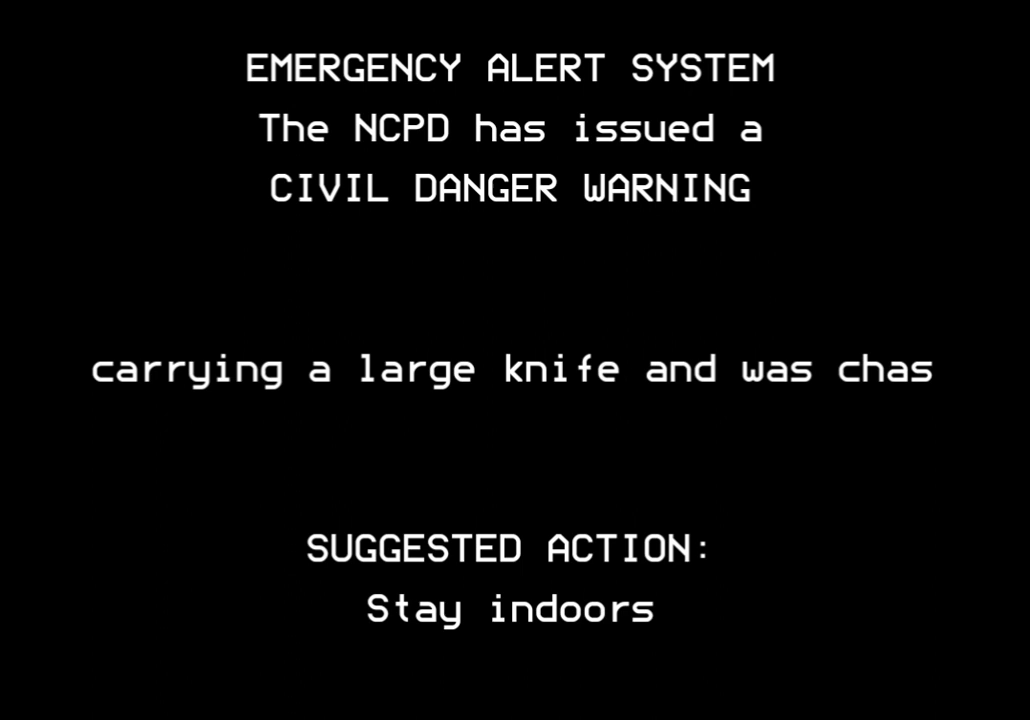 EMERGENCY ALERT SYSTEM
The NCPD has issued a
CIVIL DANGER WARNING
carrying a large knife and was chas
SUGGESTED ACTION:
Stay indoors